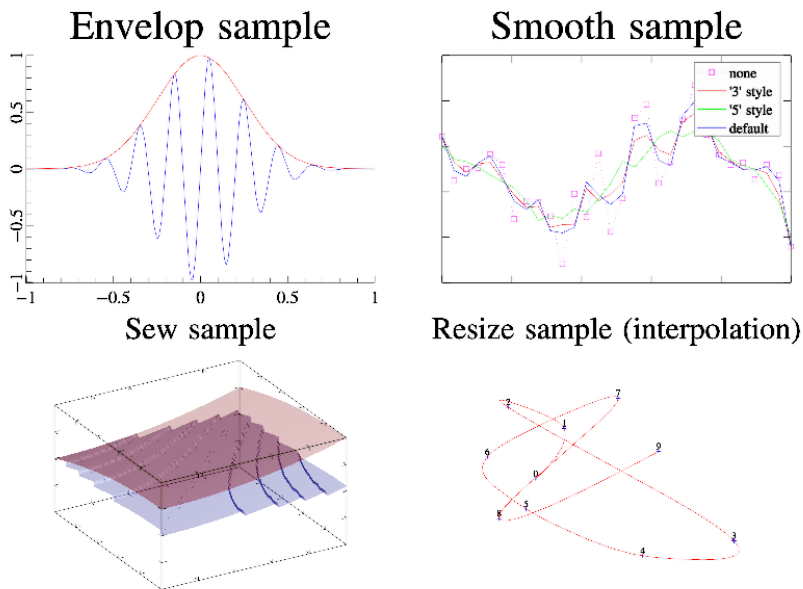 Envelop sample
Smooth sample
1
0.5
0
−0.5
−1
−1
−0.5
0
0.5
1
none
'3' style
'5' style
default
Sew sample
Resize sample (interpolation)
7
2
1
9
6
0
5
8
3
4